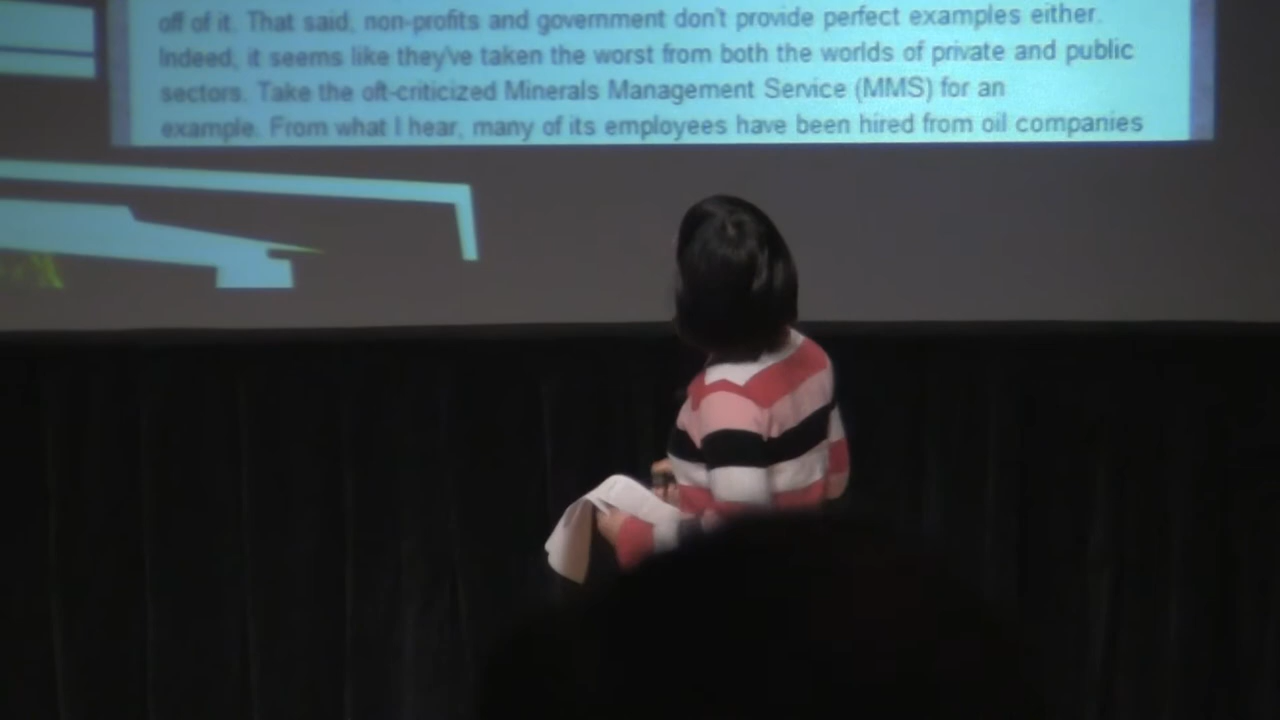 off of it. That said, non-profits and government don't provide perfect examples either.
Indeed, it seems like they've taken the worst from both the worlds of private and public
sectors. Take the oft-criticized Minerals Management Service (MMS) for an
example. From what I hear, many of its employees have been hired from oil companies